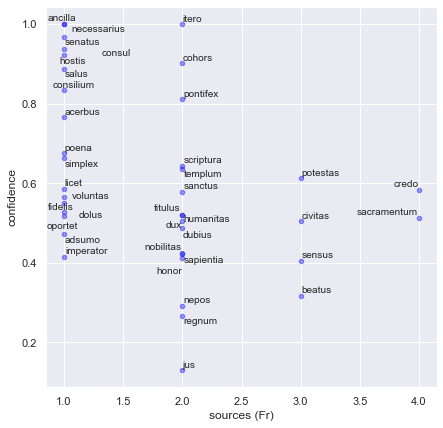 ancilla
itero
1.0
necessarius
senatus
consul
hostis
cohors
salus
consilium
pontifex
0.8
acerbus
poena
scriptura
simplex
templum
potestas
licet
sanctus
credo
0.6
voluntas
fidelis
titulus
sacramentum
dolus
humanitas
civitas
oportet
dux
adsumo
dubius
imperator
nobilitas
sapientia
sensus
0.4
honor
beatus
nepos
regnum
jus
0.2
confidence
1.0 1.5 2.0 2.5 3.0 3.5 4.0
sources (Fr)